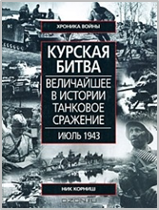 ХРОНИКА ВОЙНЫ
КУРСКАЯ
БИТВА
ВЕЛИЧАЙШЕЕ
В ИСТОРИИ
ТАНКОВОЕ
СРАЖЕНИЕ
ИЮЛЬ 1943
НИК КОРНИШ